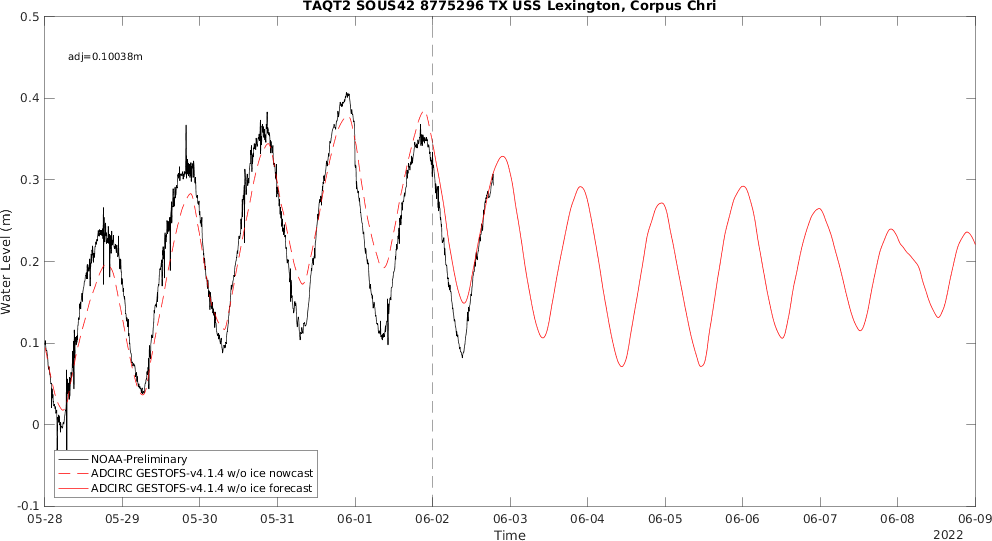 TAQT2 SOUS42 8775296 TX USS Lexington, Corpus Chri
adj=0.10038m
Water Level (m)
0.5
0.4
0.3
0.2
0.1
0
-0.1
NOAA-Preliminary
ADCIRC GESTOFS-v4.1.4 w/o ice nowcast
ADCIRC GESTOFS-v4.1.4 w/o ice forecast
05-28 05-29 05-30 05-31 06-01 06-02 06-03 06-04 06-05 06-06 06-07 06-08 06-09
Time
2022